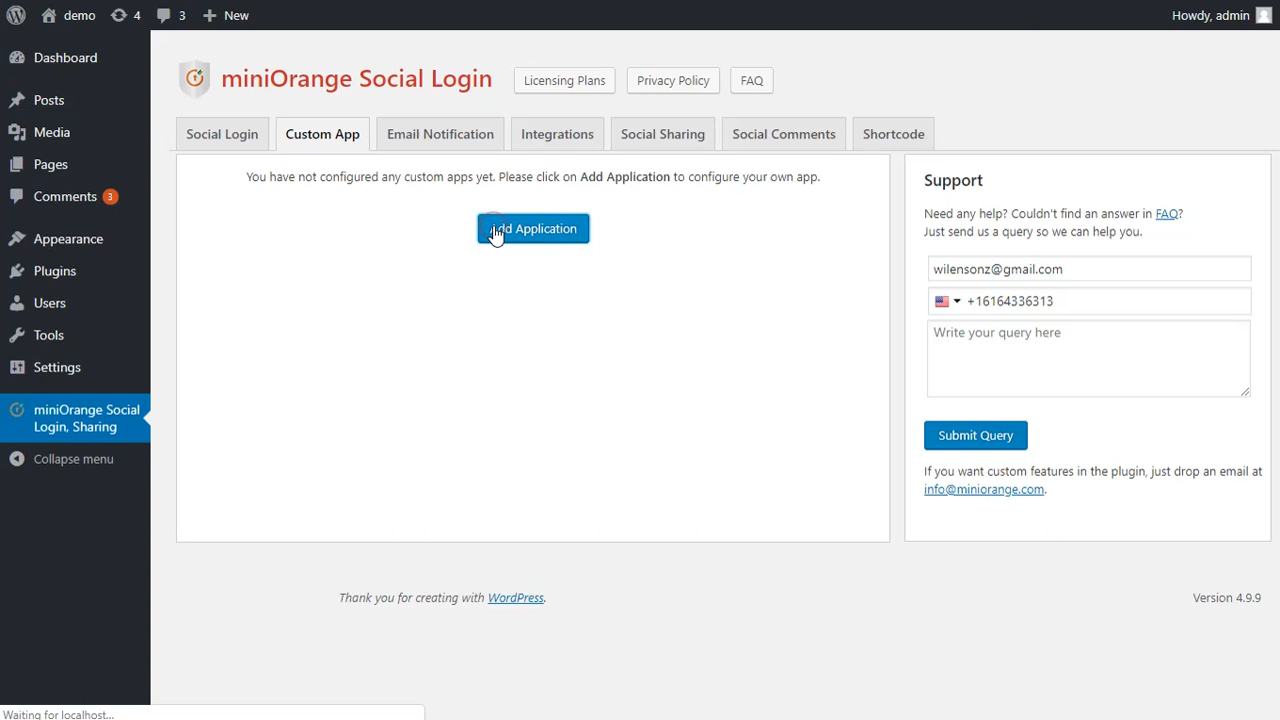 demo
4
3
New
Howdy, admin
Dashboard
Posts
Media
Pages
Comments 3
Appearance
Plugins
Users
Tools
Settings
miniOrange Social
Login, Sharing
Collapse menu
miniOrange Social Login
Licensing Plans
Privacy Policy
FAQ
Social Login
Custom App
Email Notification
Integrations
Social Sharing
Social Comments
Shortcode
You have not configured any custom apps yet. Please click on Add Application to configure your own app.
Add Application
Support
Need any help? Couldn't find an answer in FAQ?
Just send us a query so we can help you.
wilensonz@gmail.com
+16164336313
Write your query here
Submit Query
If you want custom features in the plugin, just drop an email at
info@miniorange.com.
Thank you for creating with WordPress.
Version 4.9.9
Waiting for localhost...